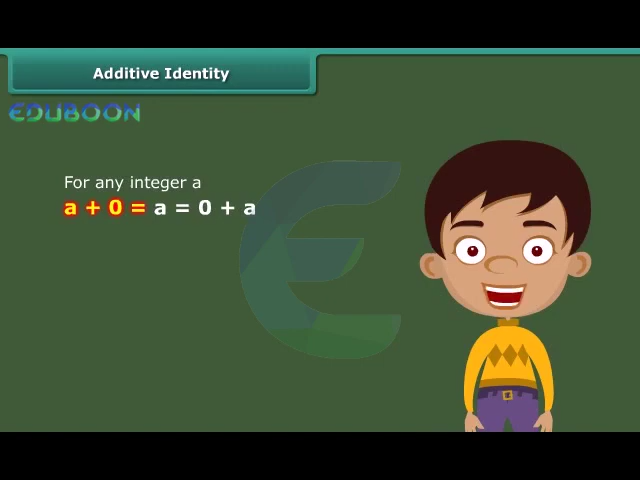 Additive Identity
EDUBOON
For any integer a
a + 0 = a = 0 + a